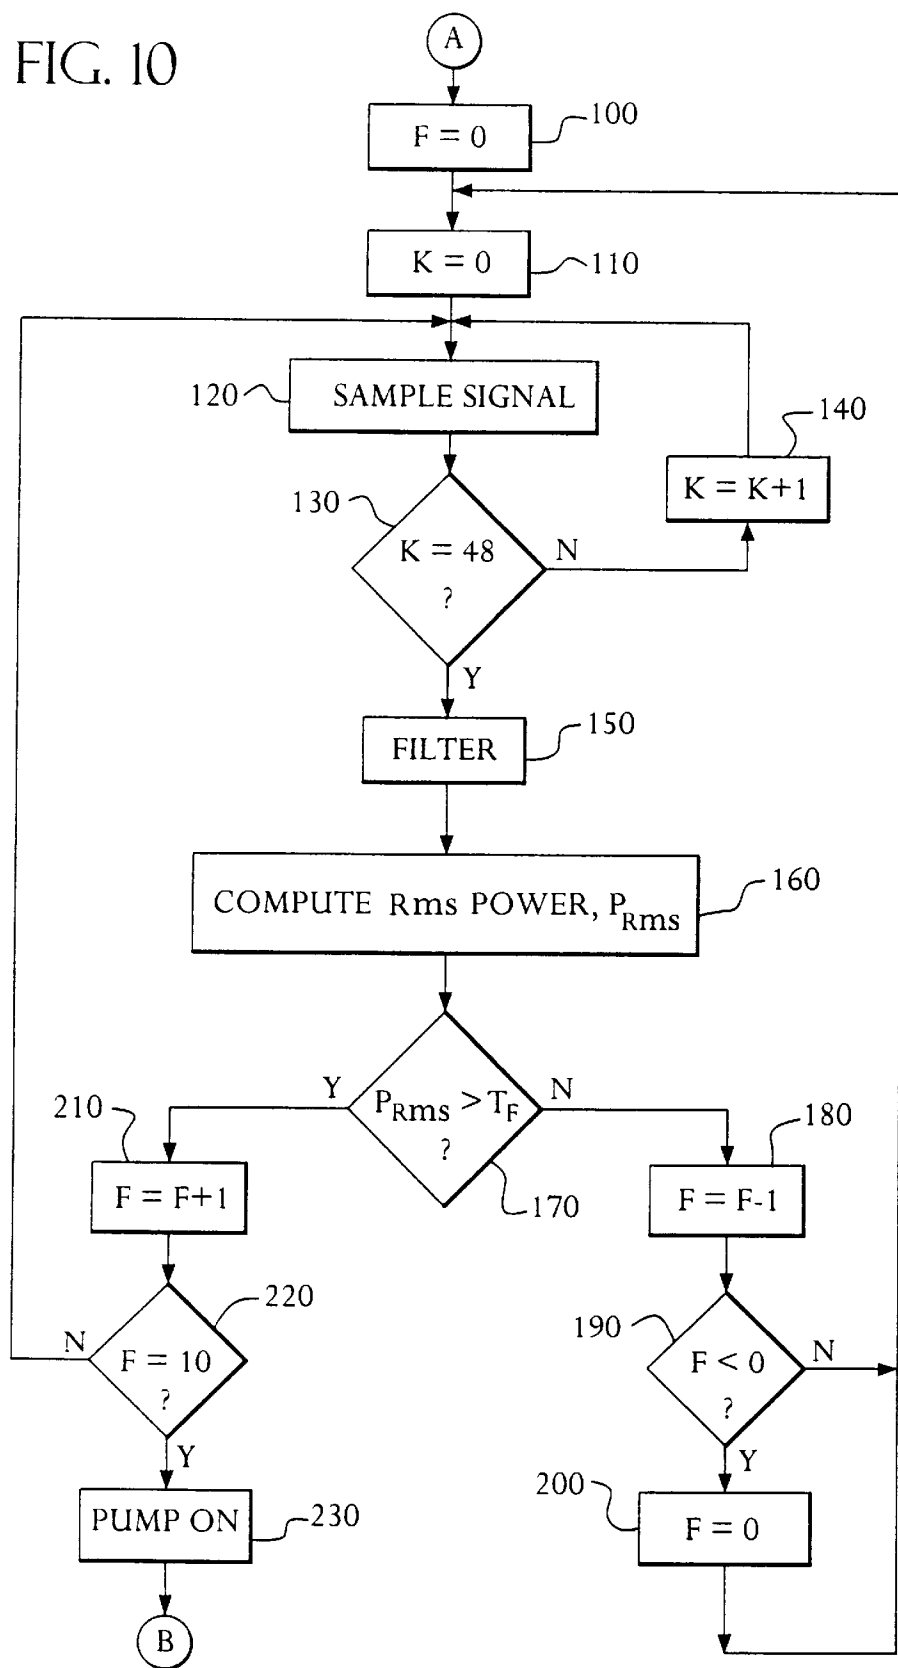 FIG. 10
A
F = 0
100
K = 0
110
120
SAMPLE SIGNAL
140
K = K+1
130
K = 48
?
N
Y
FILTER
150
160
COMPUTE Rms POWER, PRms
Y
PRms > TF
?
N
170
210
F = F+1
180
F = F-1
220
N
F = 10
?
Y
190
F < 0
?
N
Y
PUMP ON
230
200
F = 0
B